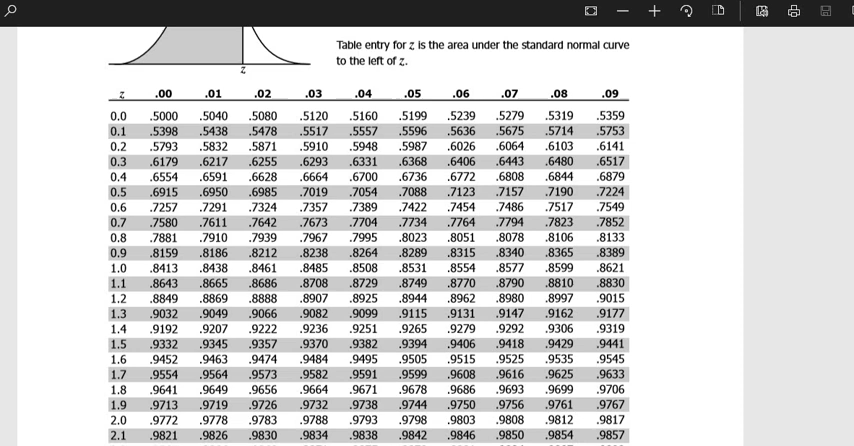 z
Table entry for z is the area under the standard normal curve
to the left of z.
z .00 .01 .02 .03 .04 .05 .06 .07 .08 .09
0.0 .5000 .5040 .5080 .5120 .5160 .5199 .5239 .5279 .5319 .5359
0.1 .5398 .5438 .5478 .5517 .5557 .5596 .5636 .5675 .5714 .5753
0.2 .5793 .5832 .5871 .5910 .5948 .5987 .6026 .6064 .6103 .6141
0.3 .6179 .6217 .6255 .6293 .6331 .6368 .6406 .6443 .6480 .6517
0.4 .6554 .6591 .6628 .6664 .6700 .6736 .6772 .6808 .6844 .6879
0.5 .6915 .6950 .6985 .7019 .7054 .7088 .7123 .7157 .7190 .7224
0.6 .7257 .7291 .7324 .7357 .7389 .7422 .7454 .7486 .7517 .7549
0.7 .7580 .7611 .7642 .7673 .7704 .7734 .7764 .7794 .7823 .7852
0.8 .7881 .7910 .7939 .7967 .7995 .8023 .8051 .8078 .8106 .8133
0.9 .8159 .8186 .8212 .8238 .8264 .8289 .8315 .8340 .8365 .8389
1.0 .8413 .8438 .8461 .8485 .8508 .8531 .8554 .8577 .8599 .8621
1.1 .8643 .8665 .8686 .8708 .8729 .8749 .8770 .8790 .8810 .8830
1.2 .8849 .8869 .8888 .8907 .8925 .8944 .8962 .8980 .8997 .9015
1.3 .9032 .9049 .9066 .9082 .9099 .9115 .9131 .9147 .9162 .9177
1.4 .9192 .9207 .9222 .9236 .9251 .9265 .9279 .9292 .9306 .9319
1.5 .9332 .9345 .9357 .9370 .9382 .9394 .9406 .9418 .9429 .9441
1.6 .9452 .9463 .9474 .9484 .9495 .9505 .9515 .9525 .9535 .9545
1.7 .9554 .9564 .9573 .9582 .9591 .9599 .9608 .9616 .9625 .9633
1.8 .9641 .9649 .9656 .9664 .9671 .9678 .9686 .9693 .9699 .9706
1.9 .9713 .9719 .9726 .9732 .9738 .9744 .9750 .9756 .9761 .9767
2.0 .9772 .9778 .9783 .9788 .9793 .9798 .9803 .9808 .9812 .9817
2.1 .9821 .9826 .9830 .9834 .9838 .9842 .9846 .9850 .9854 .9857